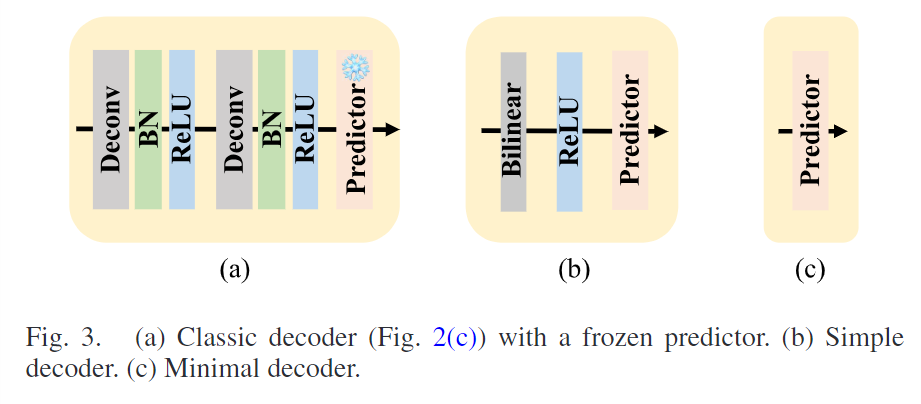 Deconv
BN
ReLU
Deconv
BN
ReLU
Predictor
Bilinear
ReLU
Predictor
Predictor
(a)
(b)
(c)
Fig. 3. (a) Classic decoder (Fig. 2(c)) with a frozen predictor. (b) Simple
decoder. (c) Minimal decoder.